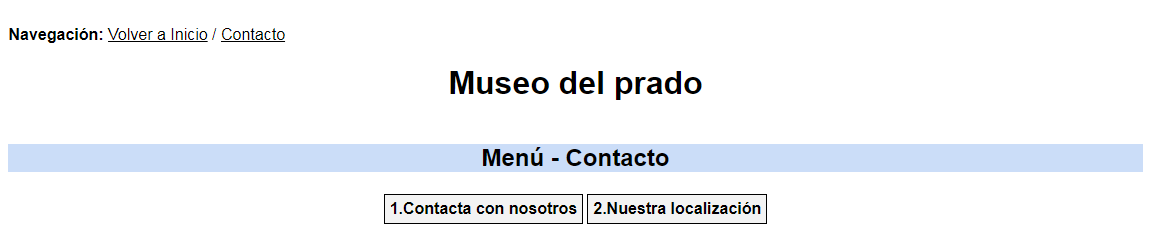 Navegación: Volver a Inicio / Contacto
Museo del prado
Menú - Contacto
1.Contacta con nosotros 2.Nuestra localización